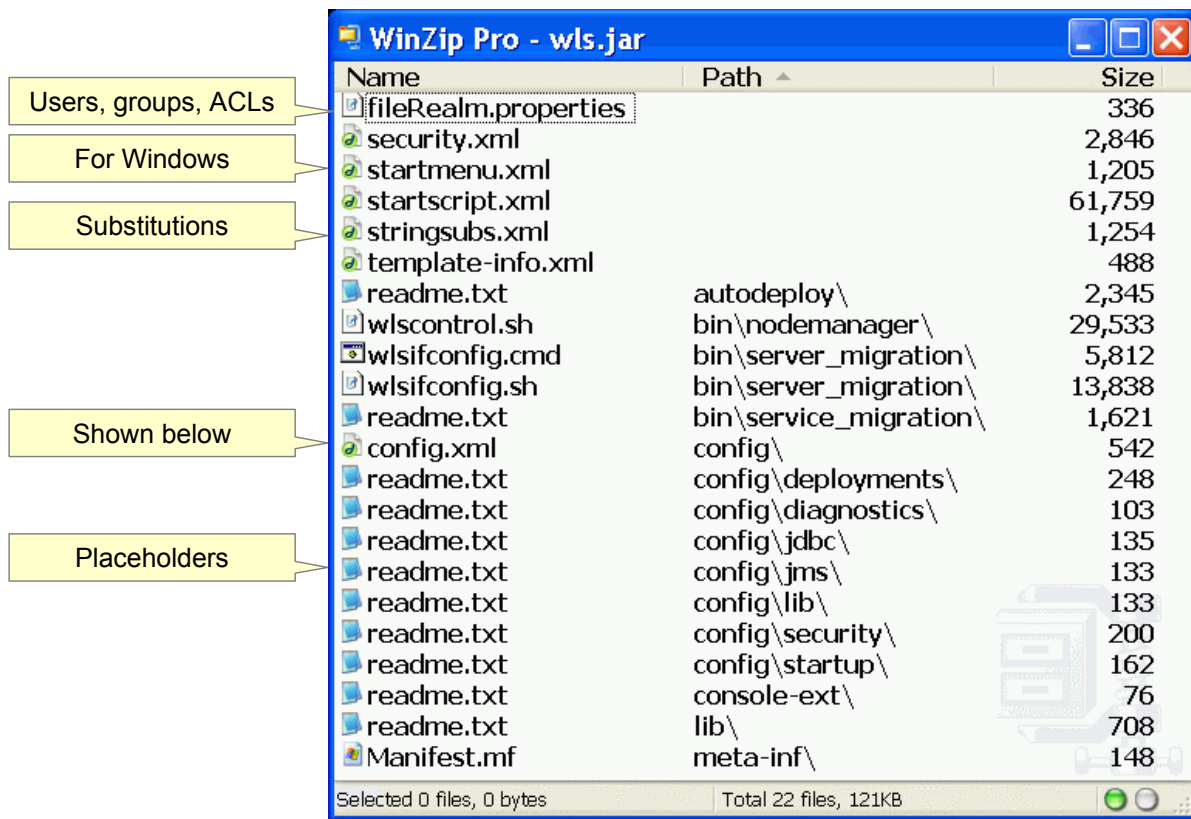 WinZip Pro - wls.jar
Name Path Size
Users, groups, ACLs
fileRealm.properties 336
security.xml 2,846
For Windows
startmenu.xml 1,205
startscript.xml 61,759
Substitutions
stringsubs.xml 1,254
template-info.xml 488
readme.txt autodeploy\ 2,345
wlscontrol.sh bin\nodemanager\ 29,533
wlsifconfig.cmd bin\server_migration\ 5,812
wlsifconfig.sh bin\server_migration\ 13,838
readme.txt bin\service_migration\ 1,621
Shown below
config.xml config\ 542
readme.txt config\deployments\ 248
readme.txt config\diagnostics\ 103
readme.txt config\jdbc\ 135
Placeholders
readme.txt config\jms\ 133
readme.txt config\lib\ 133
readme.txt config\security\ 200
readme.txt config\startup\ 162
readme.txt console-ext\ 76
readme.txt lib\ 708
Manifest.mf meta-inf\ 148
Selected 0 files, 0 bytes Total 22 files, 121KB